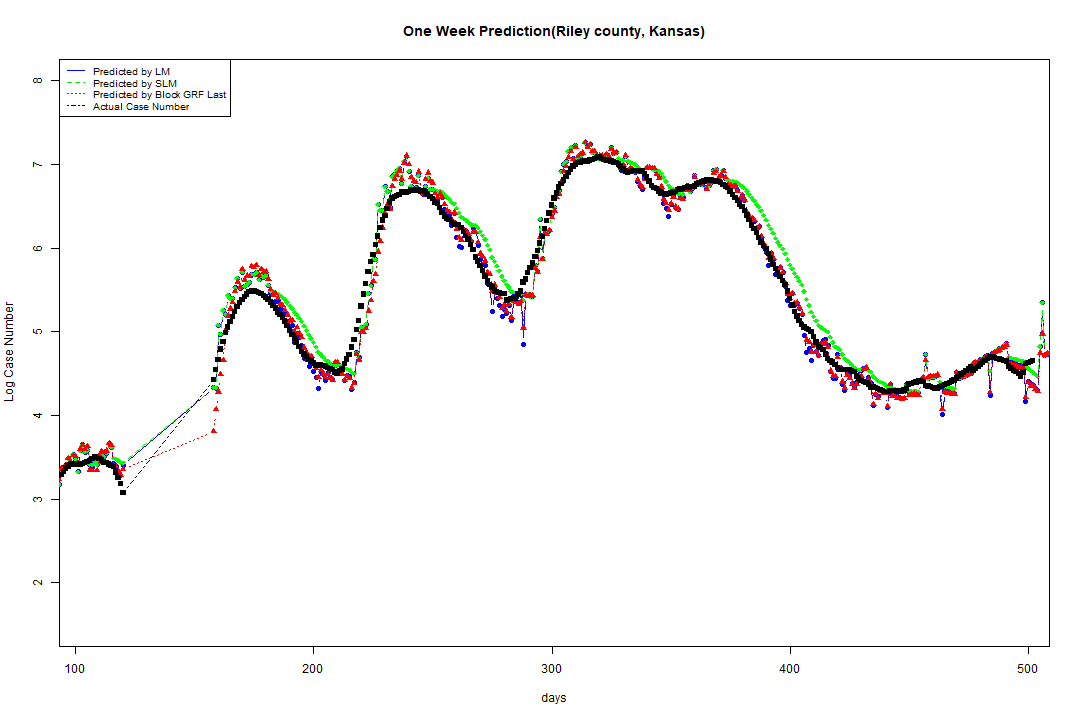 One Week Prediction(Riley county, Kansas)
Predicted by LM
Predicted by SLM
Predicted by Block GRF Last
Actual Case Number
8
7
6
5
4
3
2
Log Case Number
100 200 300 400 500
days